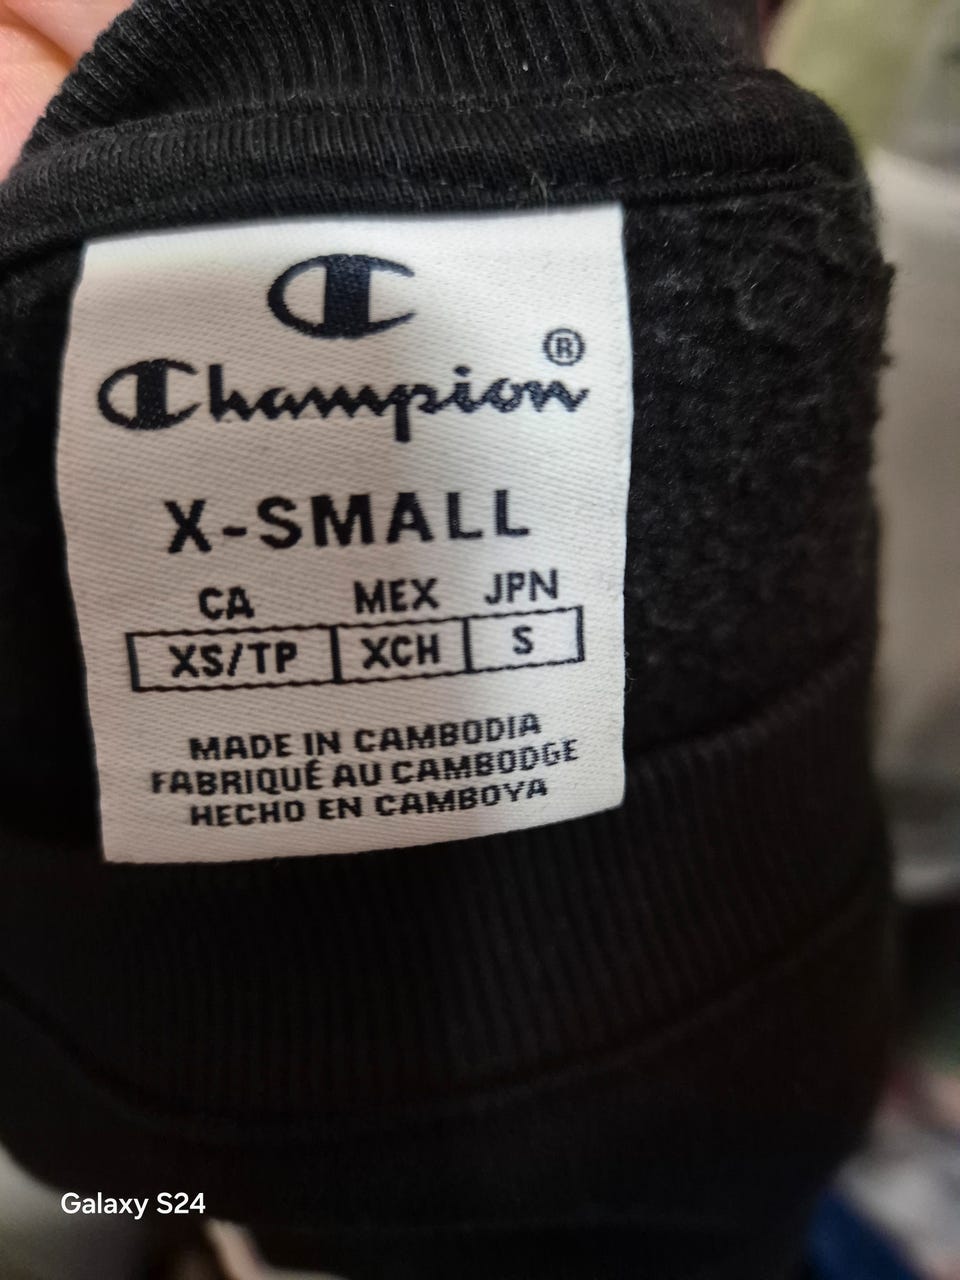 Champion®
X-SMALL
CA MEX JPN
XS/TP XCH S
MADE IN CAMBODIA
FABRIQUÉ AU CAMBODGE
HECHO EN CAMBOYA
Galaxy S24